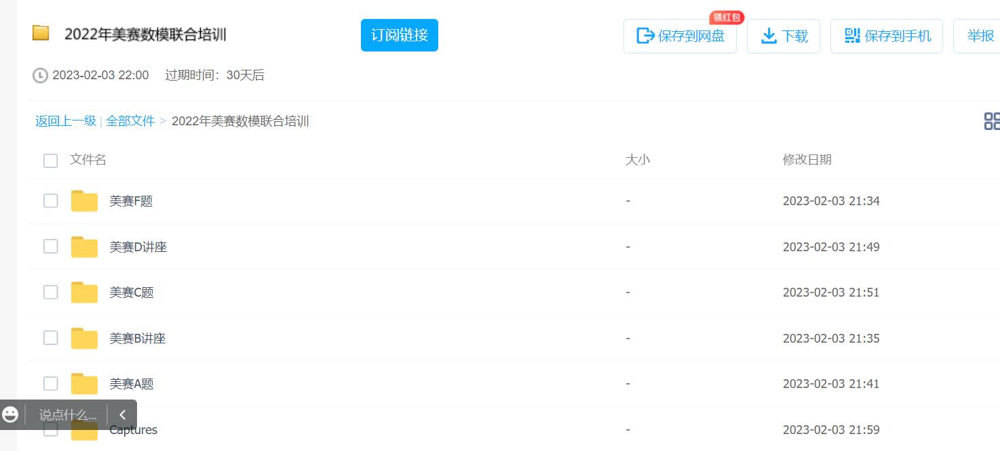 2022年美赛数模联合培训 订阅链接 领红包 保存到网盘 下载 保存到手机 举报
2023-02-03 22:00 过期时间：30天后
返回上一级 | 全部文件 > 2022年美赛数模联合培训
文件名 大小 修改日期
美赛F题 - 2023-02-03 21:34
美赛D讲座 - 2023-02-03 21:49
美赛C题 - 2023-02-03 21:51
美赛B讲座 - 2023-02-03 21:35
美赛A题 - 2023-02-03 21:41
说点什么...
Captures - 2023-02-03 21:59